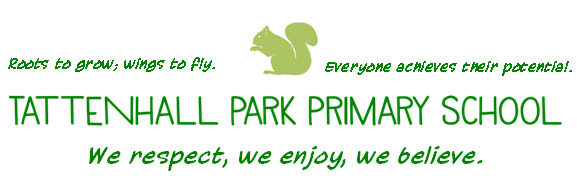 Roots to grow; wings to fly.
Everyone achieves their potential.
TATTENHALL PARK PRIMARY SCHOOL
We respect, we enjoy, we believe.